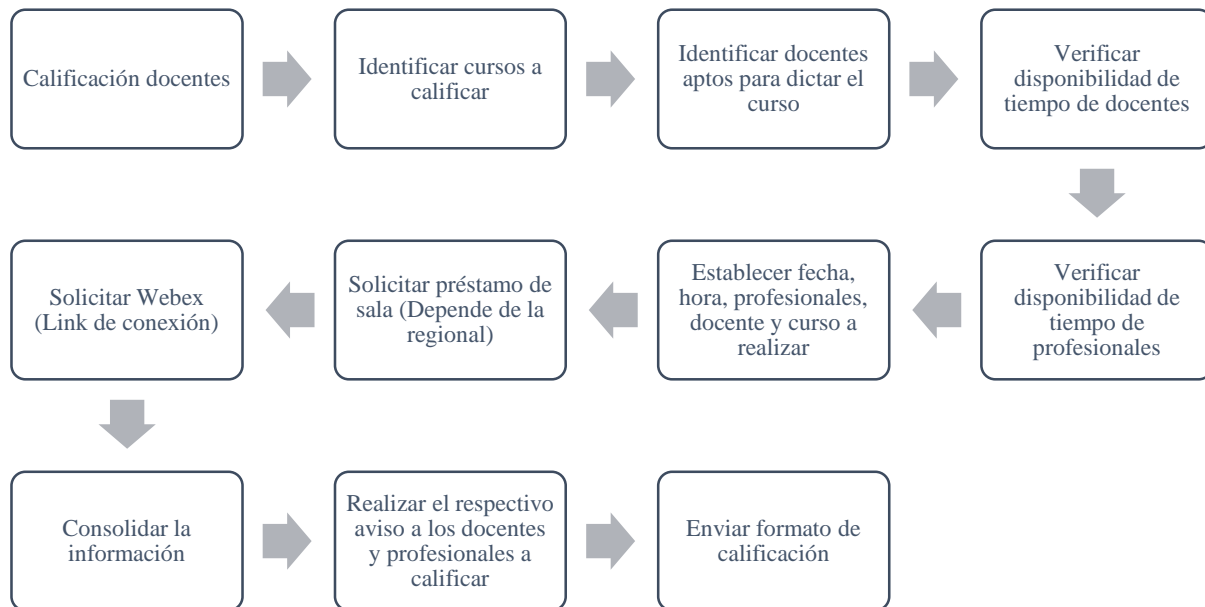 Calificación docentes
Identificar cursos a
calificar
Identificar docentes
aptos para dictar el
curso
Verificar
disponibilidad de
tiempo de docentes
Verificar
disponibilidad de
tiempo de
profesionales
Establecer fecha,
hora, profesionales,
docente y curso a
realizar
Solicitar préstamo de
sala (Depende de la
regional)
Solicitar Webex
(Link de conexión)
Consolidar la
información
Realizar el respectivo
aviso a los docentes
y profesionales a
calificar
Enviar formato de
calificación